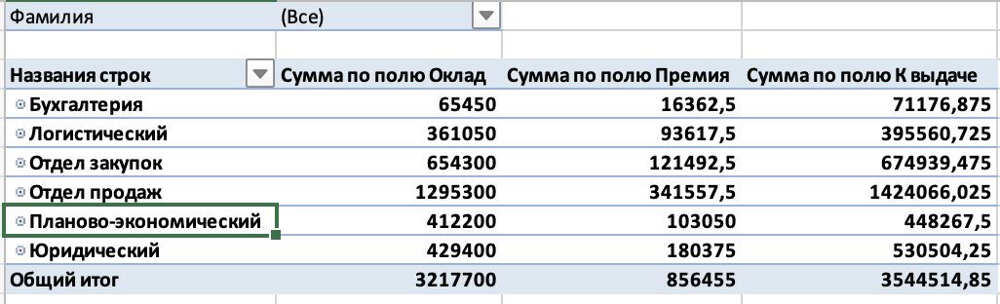 Фамилия (Все)
Названия строк Сумма по полю Оклад Сумма по полю Премия Сумма по полю К выдаче
Бухгалтерия 65450 16362,5 71176,875
Логистический 361050 93617,5 395560,725
Отдел закупок 654300 121492,5 674939,475
Отдел продаж 1295300 341557,5 1424066,025
Планово-экономический 412200 103050 448267,5
Юридический 429400 180375 530504,25
Общий итог 3217700 856455 3544514,85